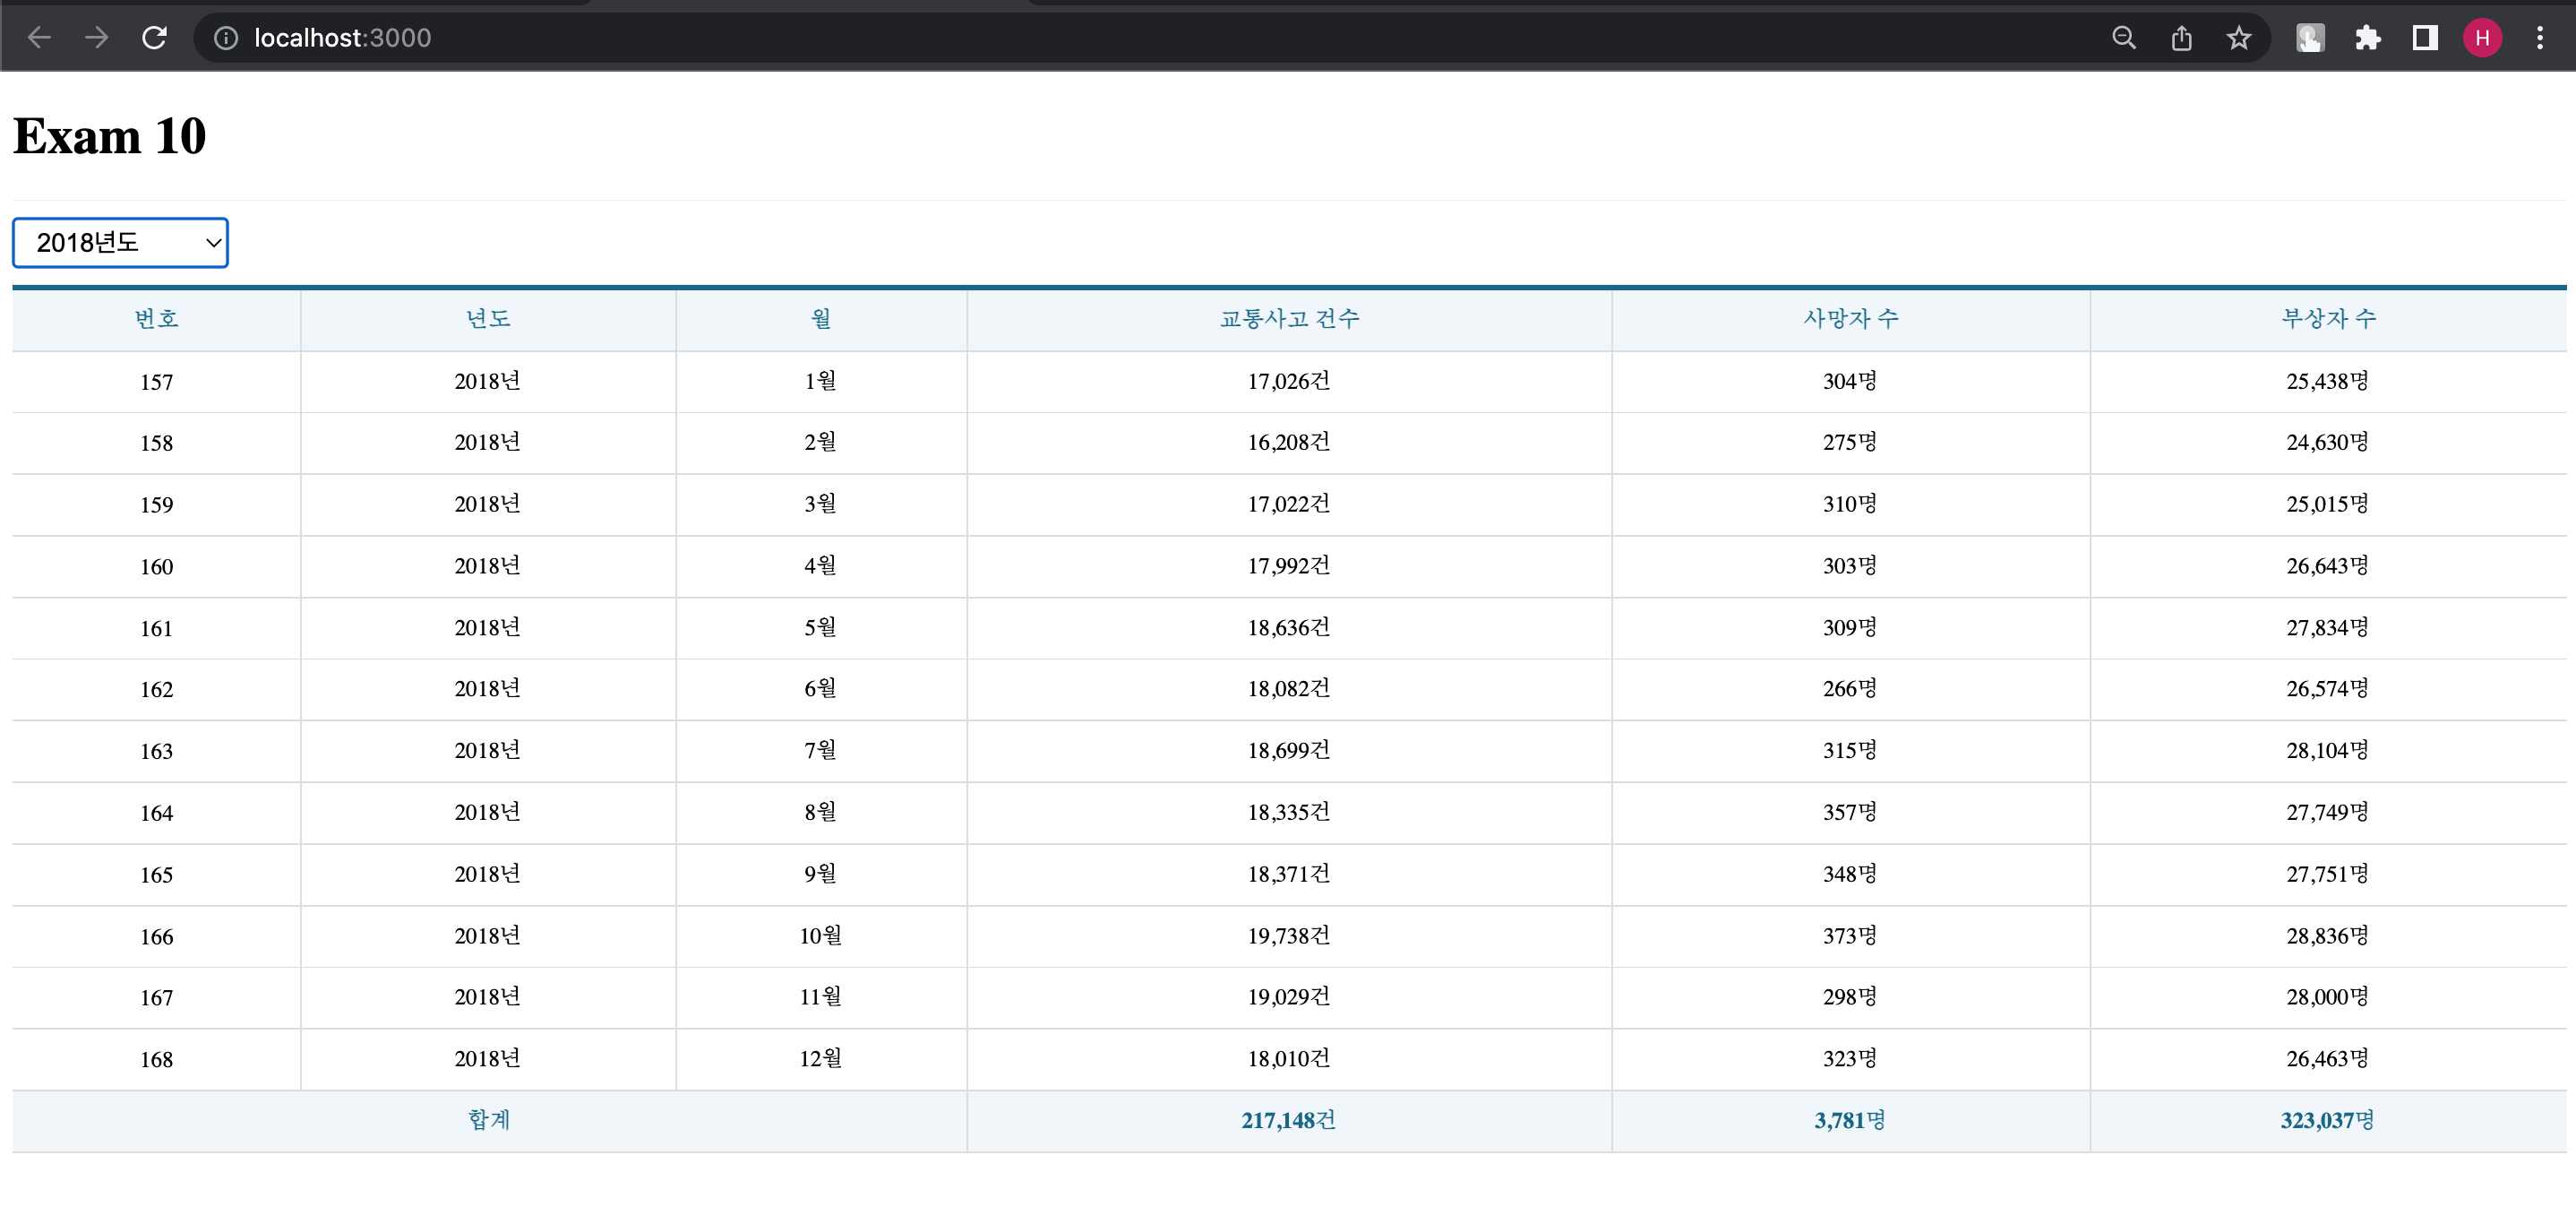 localhost:3000
H
Exam 10
2018년도
번호 년도 월 교통사고 건수 사망자 수 부상자 수
157 2018년 1월 17,026건 304명 25,438명
158 2018년 2월 16,208건 275명 24,630명
159 2018년 3월 17,022건 310명 25,015명
160 2018년 4월 17,992건 303명 26,643명
161 2018년 5월 18,636건 309명 27,834명
162 2018년 6월 18,082건 266명 26,574명
163 2018년 7월 18,699건 315명 28,104명
164 2018년 8월 18,335건 357명 27,749명
165 2018년 9월 18,371건 348명 27,751명
166 2018년 10월 19,738건 373명 28,836명
167 2018년 11월 19,029건 298명 28,000명
168 2018년 12월 18,010건 323명 26,463명
합계 217,148건 3,781명 323,037명